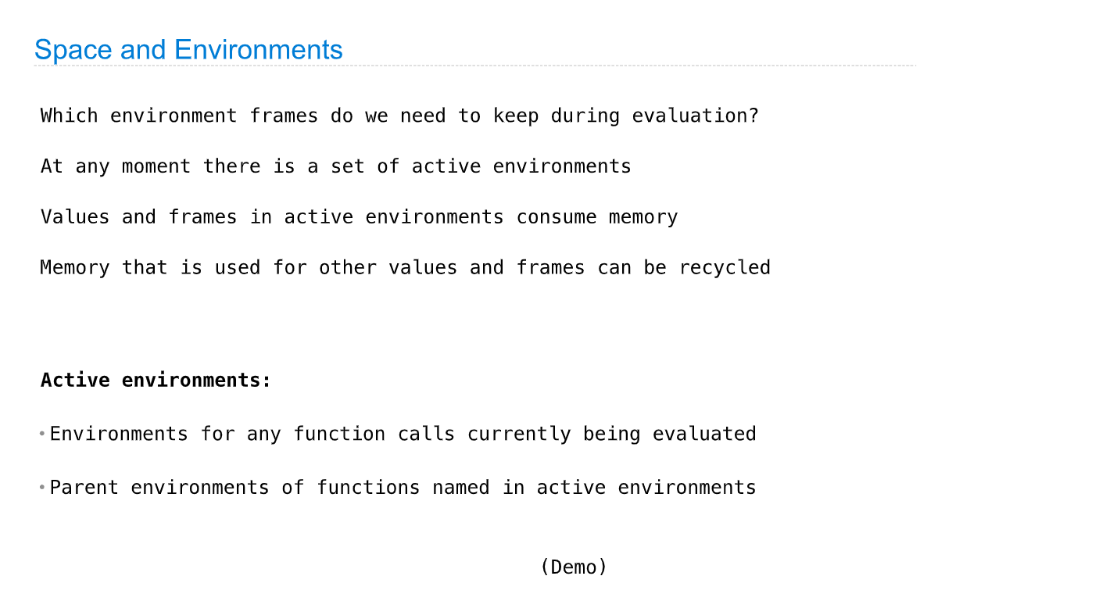 Space and Environments
Which environment frames do we need to keep during evaluation?
At any moment there is a set of active environments
Values and frames in active environments consume memory
Memory that is used for other values and frames can be recycled
Active environments:
•Environments for any function calls currently being evaluated
•Parent environments of functions named in active environments
(Demo)